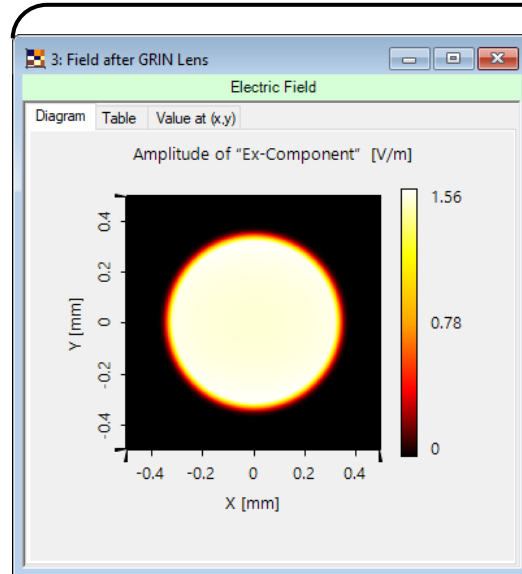 3: Field after GRIN Lens
Electric Field
Diagram Table Value at (x,y)
Amplitude of "Ex-Component" [V/m]
1.56
0.78
0
Y [mm]
0.4
0.2
0
-0.2
-0.4
-0.4 -0.2 0 0.2 0.4
X [mm]